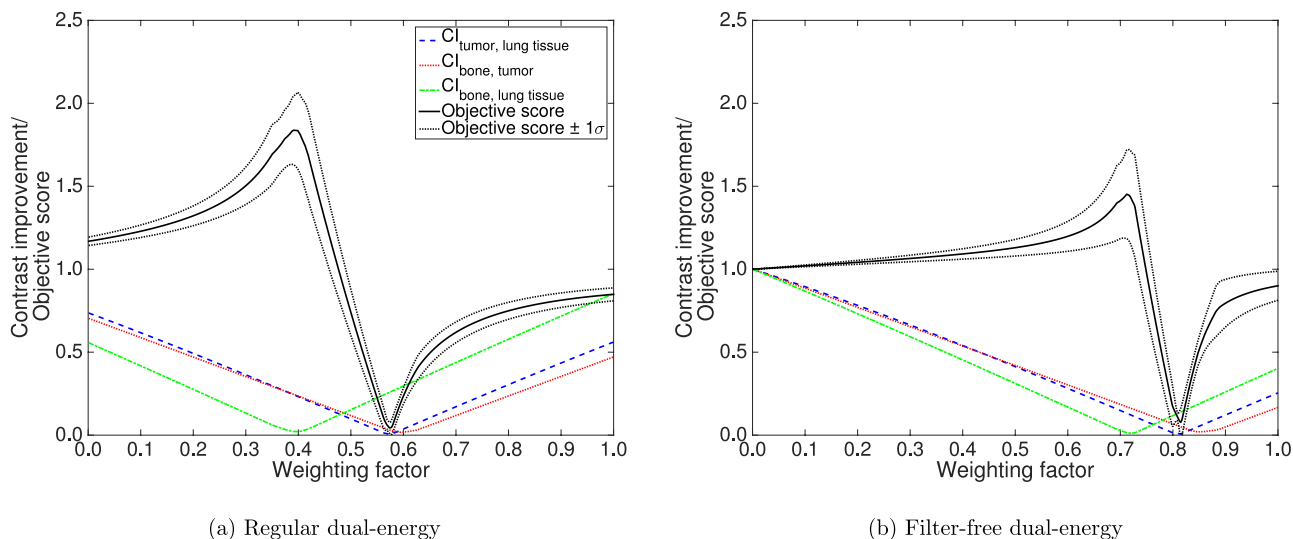 2.5
2.0
1.5
1.0
0.5
0.0
Contrast improvement/
Objective score
CI tumor, lung tissue
CI bone, tumor
CI bone, lung tissue
Objective score
Objective score ± 1σ
0.0 0.1 0.2 0.3 0.4 0.5 0.6 0.7 0.8 0.9 1.0
Weighting factor
(a) Regular dual-energy
2.5
2.0
1.5
1.0
0.5
0.0
Contrast improvement/
Objective score
0.0 0.1 0.2 0.3 0.4 0.5 0.6 0.7 0.8 0.9 1.0
Weighting factor
(b) Filter-free dual-energy